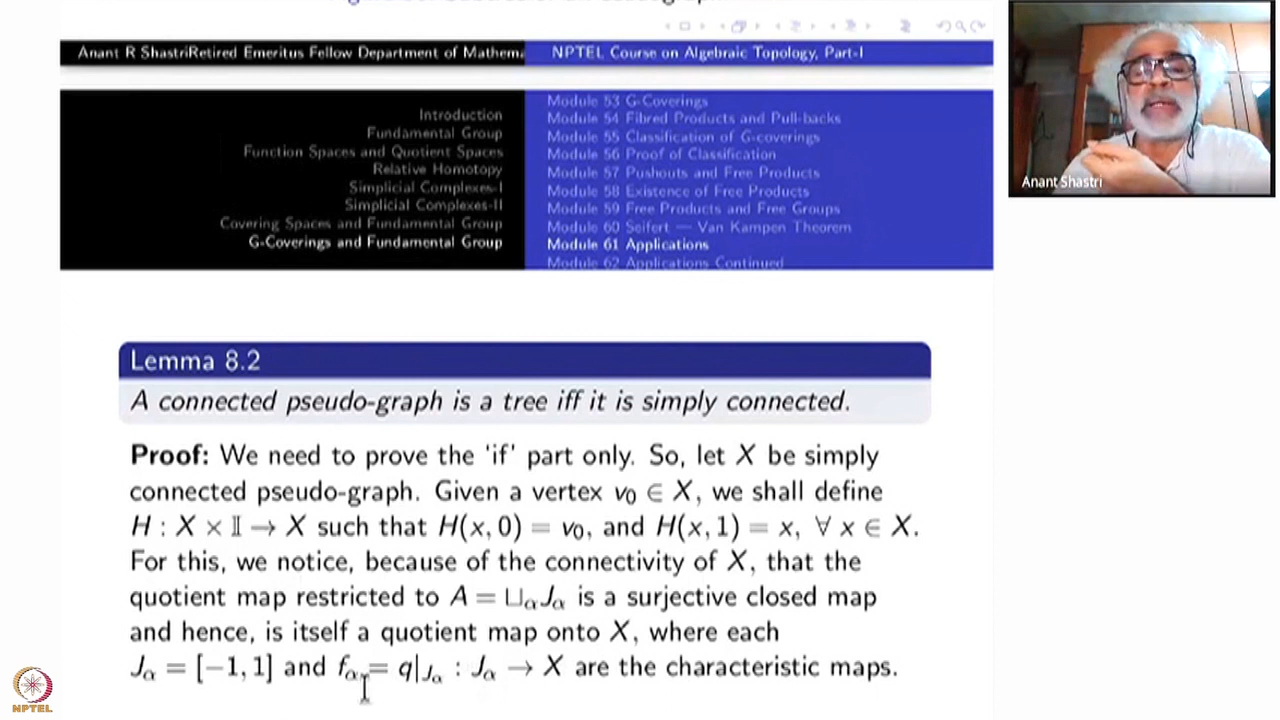 Anant R ShastriRetired Emeritus Fellow Department of Mathema
NPTEL Course on Algebraic Topology, Part-I
Introduction
Fundamental Group
Function Spaces and Quotient Spaces
Relative Homotopy
Simplicial Complexes-I
Simplicial Complexes-II
Covering Spaces and Fundamental Group
G-Coverings and Fundamental Group
Module 53 G-Coverings
Module 54 Fibred Products and Pull-backs
Module 55 Classification of G-coverings
Module 56 Proof of Classification
Module 57 Pushouts and Free Products
Module 58 Existence of Free Products
Module 59 Free Products and Free Groups
Module 60 Seifert — Van Kampen Theorem
Module 61 Applications
Module 62 Applications Continued
Anant Shastri
Lemma 8.2
A connected pseudo-graph is a tree iff it is simply connected.
Proof: We need to prove the 'if' part only. So, let X be simply
connected pseudo-graph. Given a vertex v₀ ∈ X, we shall define
H : X × 𝕀 → X such that H(x, 0) = v₀, and H(x, 1) = x, ∀ x ∈ X.
For this, we notice, because of the connectivity of X, that the
quotient map restricted to A = ⊔αJα is a surjective closed map
and hence, is itself a quotient map onto X, where each
Jα = [−1, 1] and fα = q|Jα : Jα → X are the characteristic maps.
NPTEL